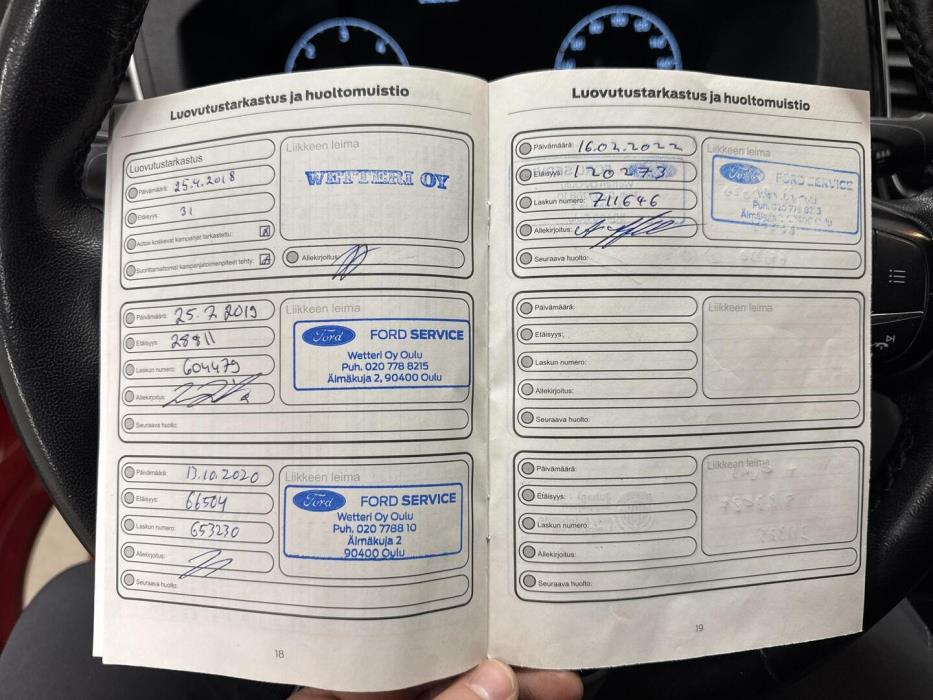 Luovutustarkastus ja huoltomuistio
Luovutustarkastus
Päivämäärä: 25.4.2018
Etäisyys: 31
Autoa koskevat kampanjat tarkastettu:
Suorittamattomat kampanjatoimenpiteet tehty:
Liikkeen leima
WETTERI OY
Allekirjoitus:
Päivämäärä: 25.7.2019
Etäisyys: 28811
Laskun numero: 604479
Allekirjoitus:
Seuraava huolto:
Liikkeen leima
Ford FORD SERVICE
Wetteri Oy Oulu
Puh. 020 778 8215
Älmäkuja 2, 90400 Oulu
Päivämäärä: 13.10.2020
Etäisyys: 66504
Laskun numero: 653230
Allekirjoitus:
Seuraava huolto:
Liikkeen leima
Ford FORD SERVICE
Wetteri Oy Oulu
Puh. 020 7788 10
Älmäkuja 2
90400 Oulu
18
Luovutustarkastus ja huoltomuistio
Päivämäärä: 16.02.2022
Etäisyys: 120273
Laskun numero: 711646
Allekirjoitus:
Seuraava huolto:
Liikkeen leima
Ford FORD SERVICE
Päivämäärä:
Etäisyys:
Laskun numero:
Allekirjoitus:
Seuraava huolto:
Liikkeen leima
Päivämäärä:
Etäisyys:
Laskun numero:
Allekirjoitus:
Seuraava huolto:
Liikkeen leima
19